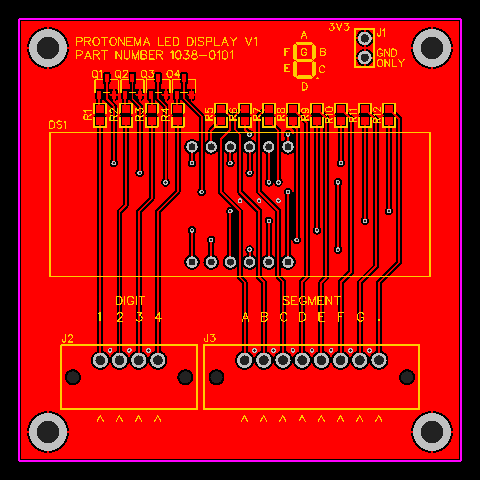 PROTONEMA LED DISPLAY V1
PART NUMBER 1038-0101
3V3 J1
GND
ONLY
A
F G B
E C
D .
Q1 Q2 Q3 Q4
R1 R2 R3 R4 R5 R6 R7 R8 R9 R10 R11 R12
DS1
DIGIT SEGMENT
1 2 3 4 A B C D E F G .
J2 J3